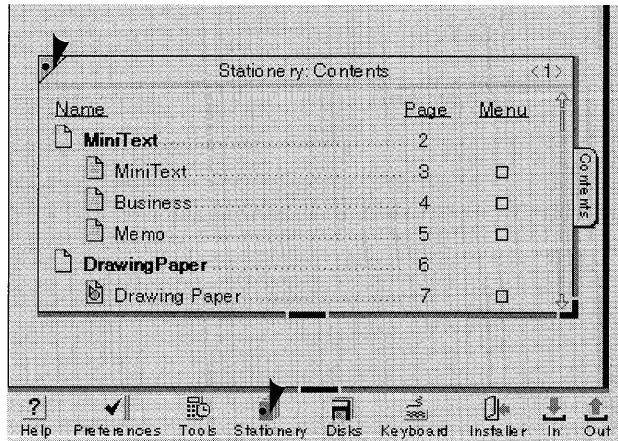 Stationery: Contents <1>
Name Page Menu
MiniText 2
MiniText 3
Business 4
Memo 5
DrawingPaper 6
Drawing Paper 7
Contents
Help Preferences Tools Stationery Disks Keyboard Installer In Out